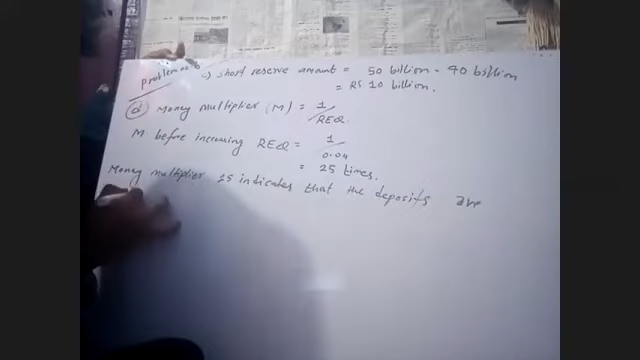 Problem no 6
c) Short reserve amount = 50 billion - 40 billion
= RS 10 billion.
(d) Money multiplier (M) = 1/REQ.
M before increasing REQ = 1/0.04
= 25 times.
Money multiplier 25 indicates that the deposits are